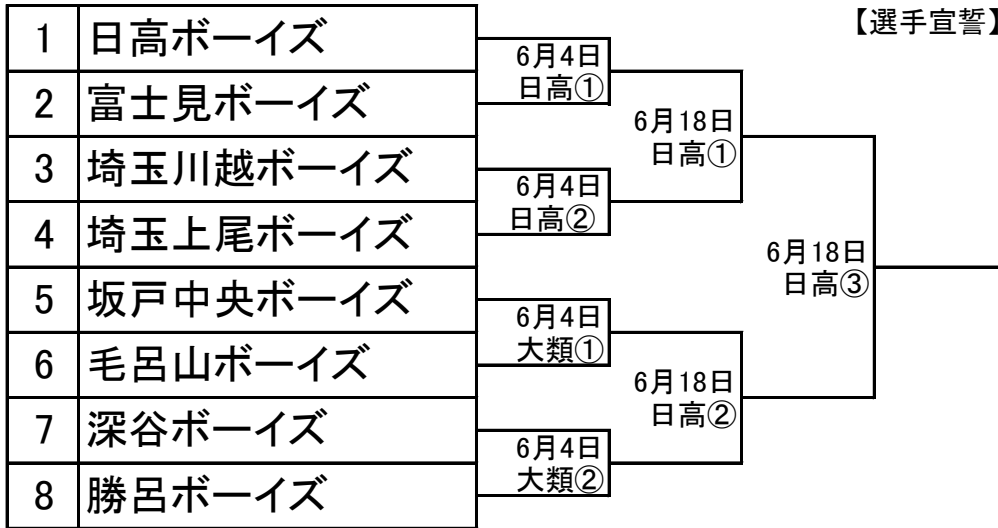 【選手宣誓】
1 日高ボーイズ
2 富士見ボーイズ
3 埼玉川越ボーイズ
4 埼玉上尾ボーイズ
5 坂戸中央ボーイズ
6 毛呂山ボーイズ
7 深谷ボーイズ
8 勝呂ボーイズ
6月4日
日高①
6月4日
日高②
6月4日
大類①
6月4日
大類②
6月18日
日高①
6月18日
日高②
6月18日
日高③